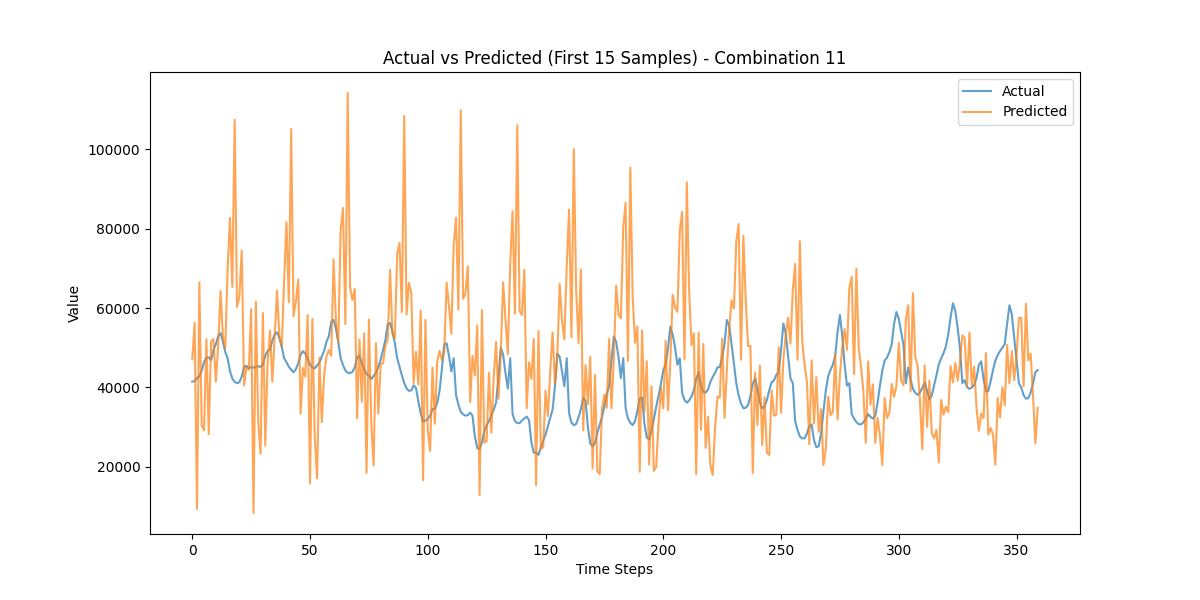 Actual vs Predicted (First 15 Samples) - Combination 11
Actual
Predicted
100000
80000
60000
40000
20000
Value
0 50 100 150 200 250 300 350
Time Steps